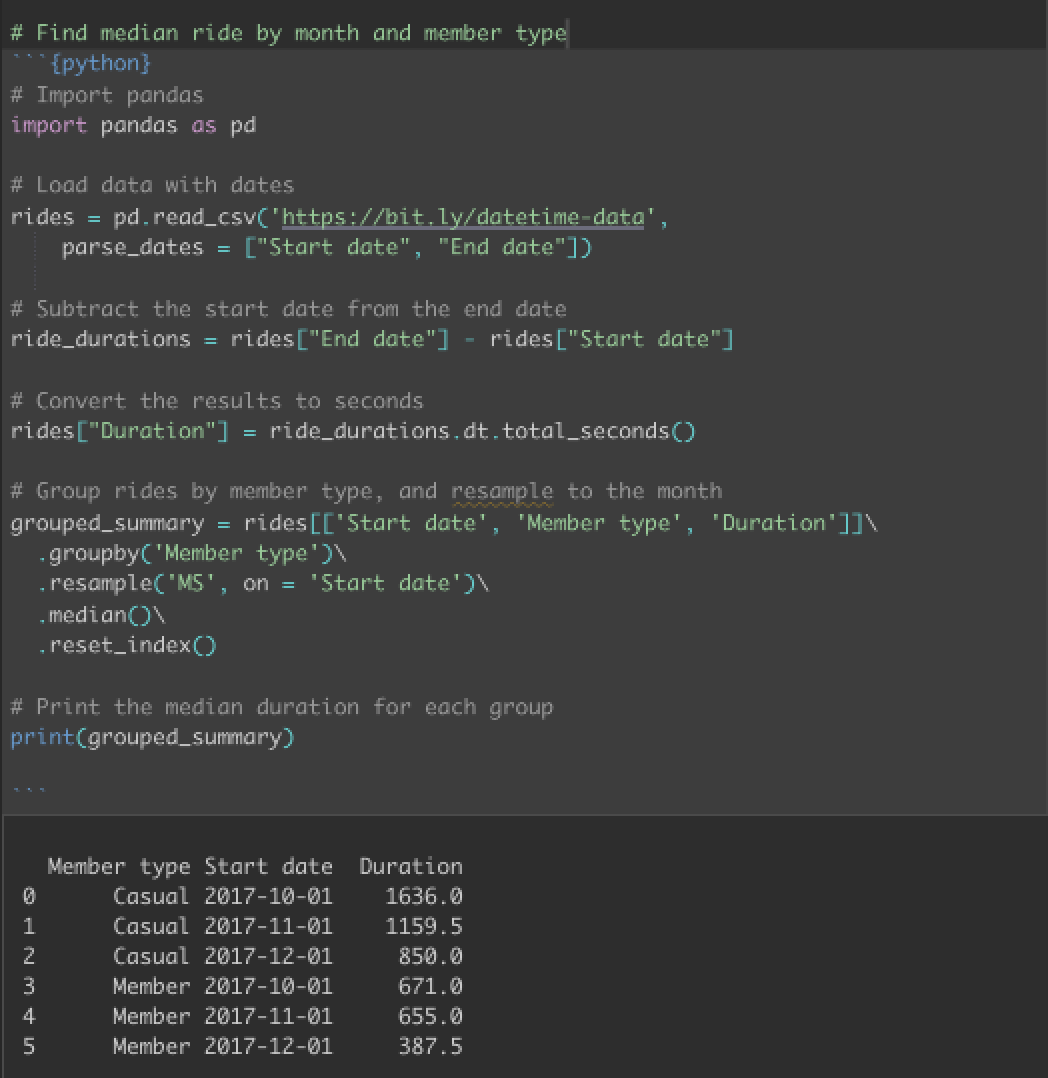 # Find median ride by month and member type
```{python}
# Import pandas
import pandas as pd
# Load data with dates
rides = pd.read_csv('https://bit.ly/datetime-data',
    parse_dates = ["Start date", "End date"])
# Subtract the start date from the end date
ride_durations = rides["End date"] - rides["Start date"]
# Convert the results to seconds
rides["Duration"] = ride_durations.dt.total_seconds()
# Group rides by member type, and resample to the month
grouped_summary = rides[['Start date', 'Member type', 'Duration']]\
  .groupby('Member type')\
  .resample('MS', on = 'Start date')\
  .median()\
  .reset_index()
# Print the median duration for each group
print(grouped_summary)
```
  Member type Start date  Duration
0      Casual 2017-10-01    1636.0
1      Casual 2017-11-01    1159.5
2      Casual 2017-12-01     850.0
3      Member 2017-10-01     671.0
4      Member 2017-11-01     655.0
5      Member 2017-12-01     387.5